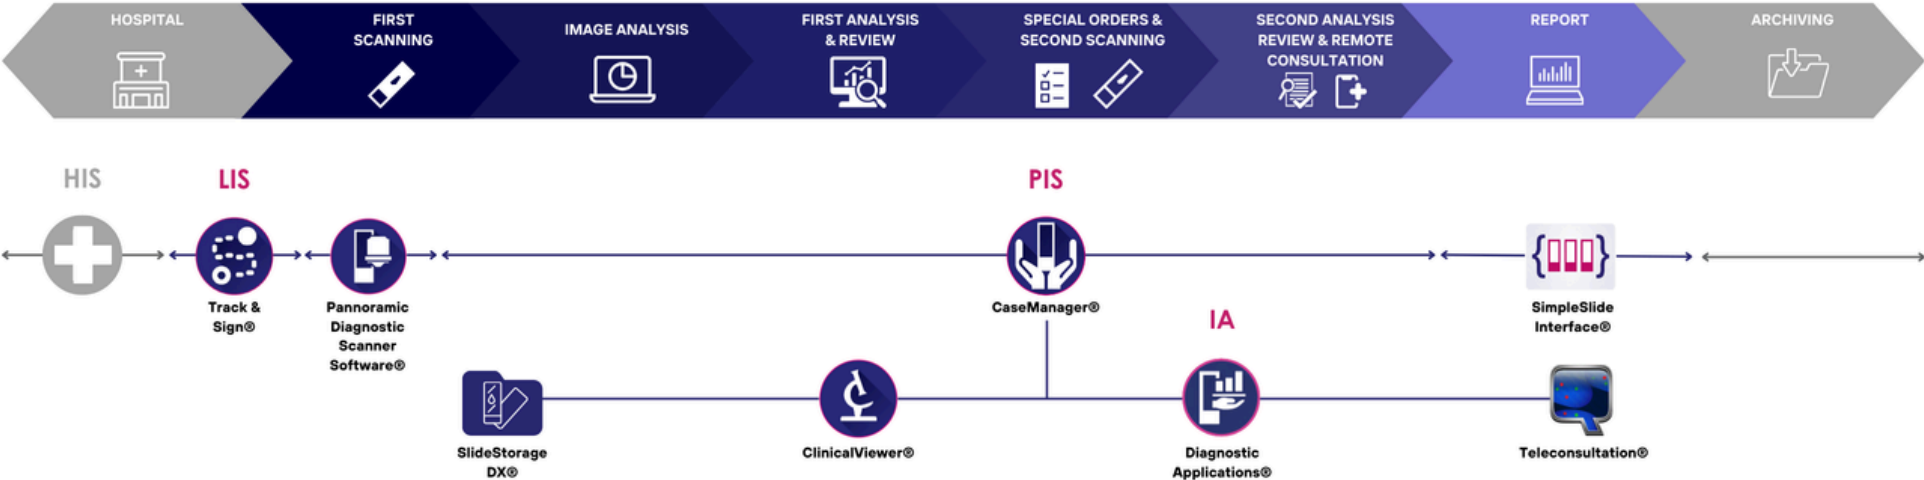 HOSPITAL
FIRST
SCANNING
IMAGE ANALYSIS
FIRST ANALYSIS
& REVIEW
SPECIAL ORDERS &
SECOND SCANNING
SECOND ANALYSIS
REVIEW & REMOTE
CONSULTATION
REPORT
ARCHIVING
HIS
LIS
PIS
Track &
Sign®
Pannoramic
Diagnostic
Scanner
Software®
CaseManager®
SimpleSlide
Interface®
IA
SlideStorage
DX®
ClinicalViewer®
Diagnostic
Applications®
Teleconsultation®